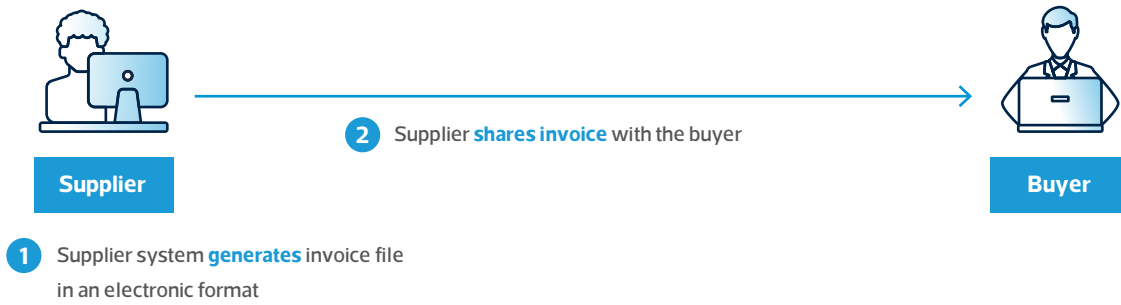 2 Supplier shares invoice with the buyer
Supplier
Buyer
1 Supplier system generates invoice file
in an electronic format